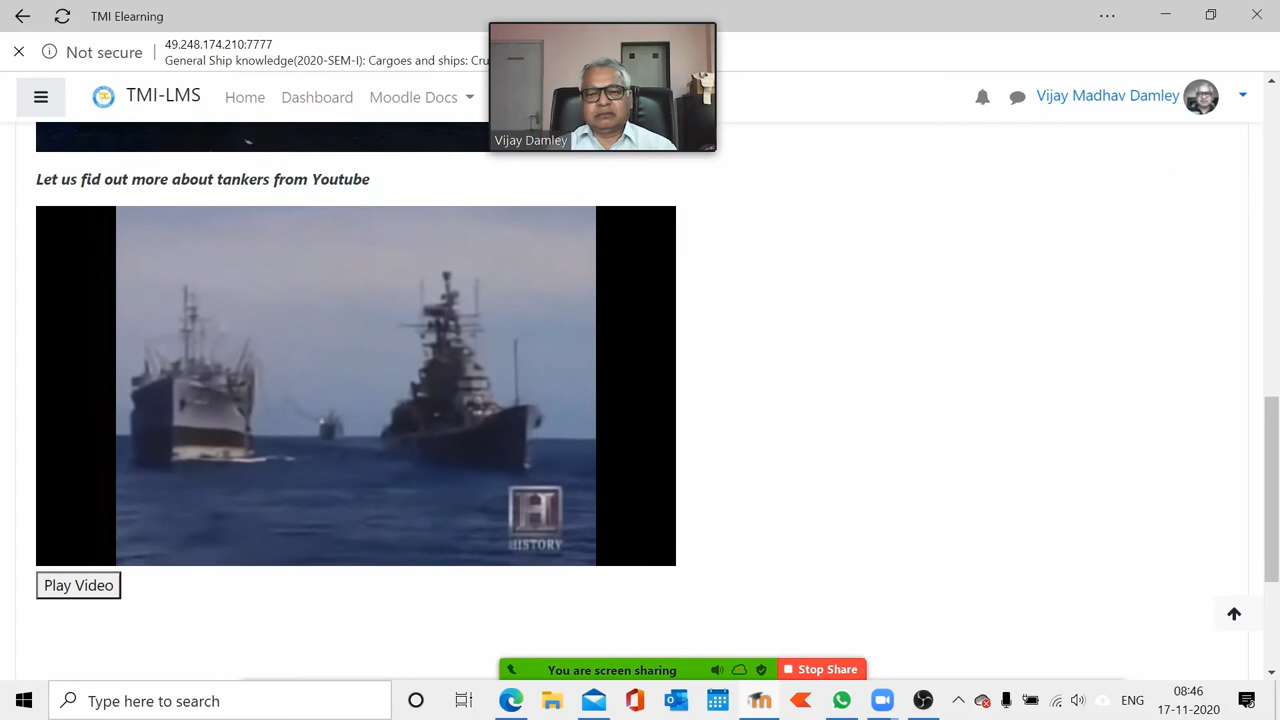 TMI Elearning
Not secure
49.248.174.210:7777
General Ship knowledge(2020-SEM-I): Cargoes and ships: Cru
TMI-LMS
Home
Dashboard
Moodle Docs
Vijay Madhav Damley
Vijay Damley
Let us fid out more about tankers from Youtube
H
HISTORY
Play Video
You are screen sharing
Stop Share
Type here to search
ENG
08:46
17-11-2020